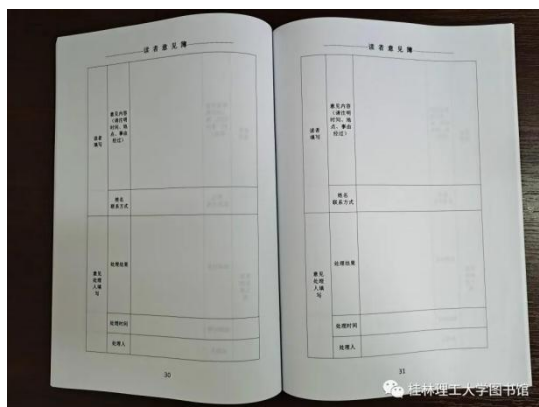 读者意见簿
读者
填写
意见内容
（请注明
时间、地
点、事由
经过）
姓名
联系方式
意见
处理
人填
写
处理结果
处理时间
处理人
30
读者意见簿
读者
填写
意见内容
（请注明
时间、地
点、事由
经过）
姓名
联系方式
意见
处理
人填
写
处理结果
处理时间
处理人
31
桂林理工大学图书馆